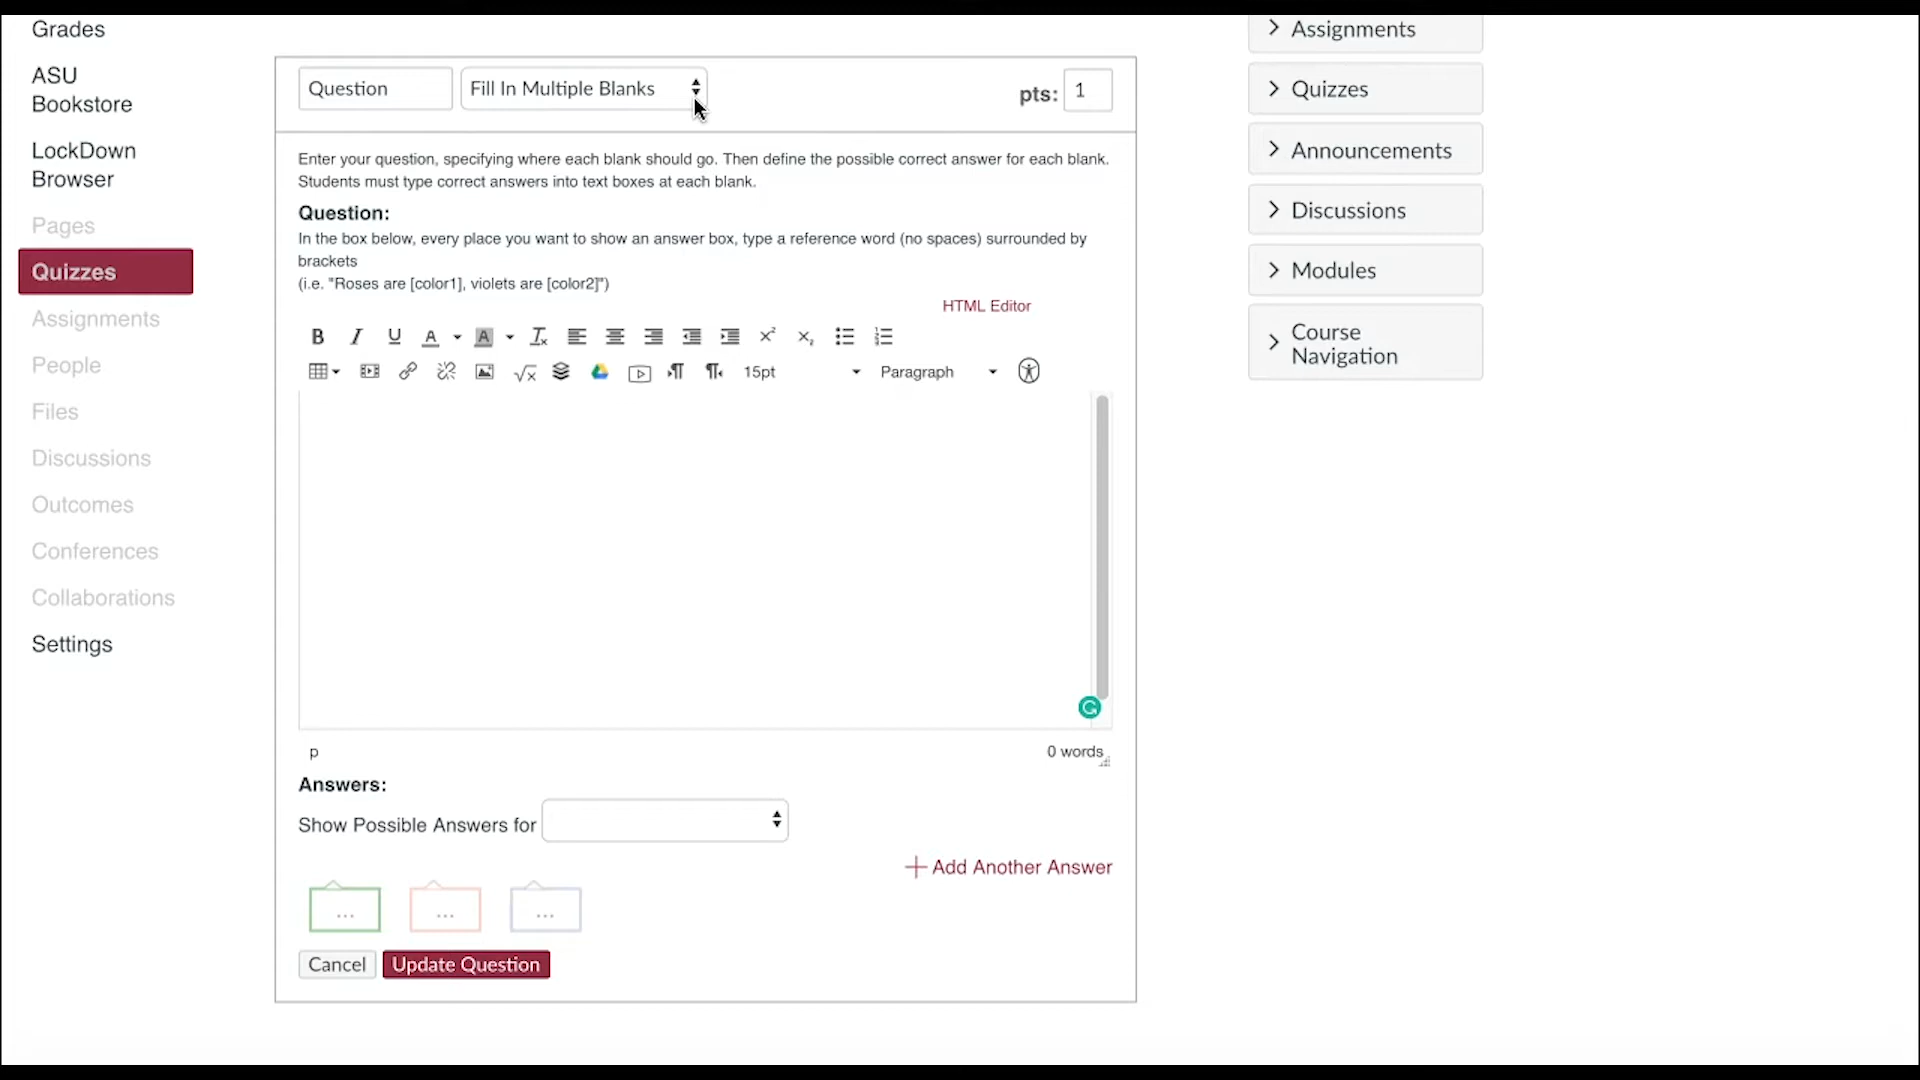 Grades
ASU
Bookstore
LockDown
Browser
Pages
Quizzes
Assignments
People
Files
Discussions
Outcomes
Conferences
Collaborations
Settings
Question
Fill In Multiple Blanks
pts: 1
Enter your question, specifying where each blank should go. Then define the possible correct answer for each blank.
Students must type correct answers into text boxes at each blank.
Question:
In the box below, every place you want to show an answer box, type a reference word (no spaces) surrounded by
brackets
(i.e. "Roses are [color1], violets are [color2]")
HTML Editor
15pt
Paragraph
p
0 words
Answers:
Show Possible Answers for
Add Another Answer
...
...
...
Cancel
Update Question
Assignments
Quizzes
Announcements
Discussions
Modules
Course
Navigation